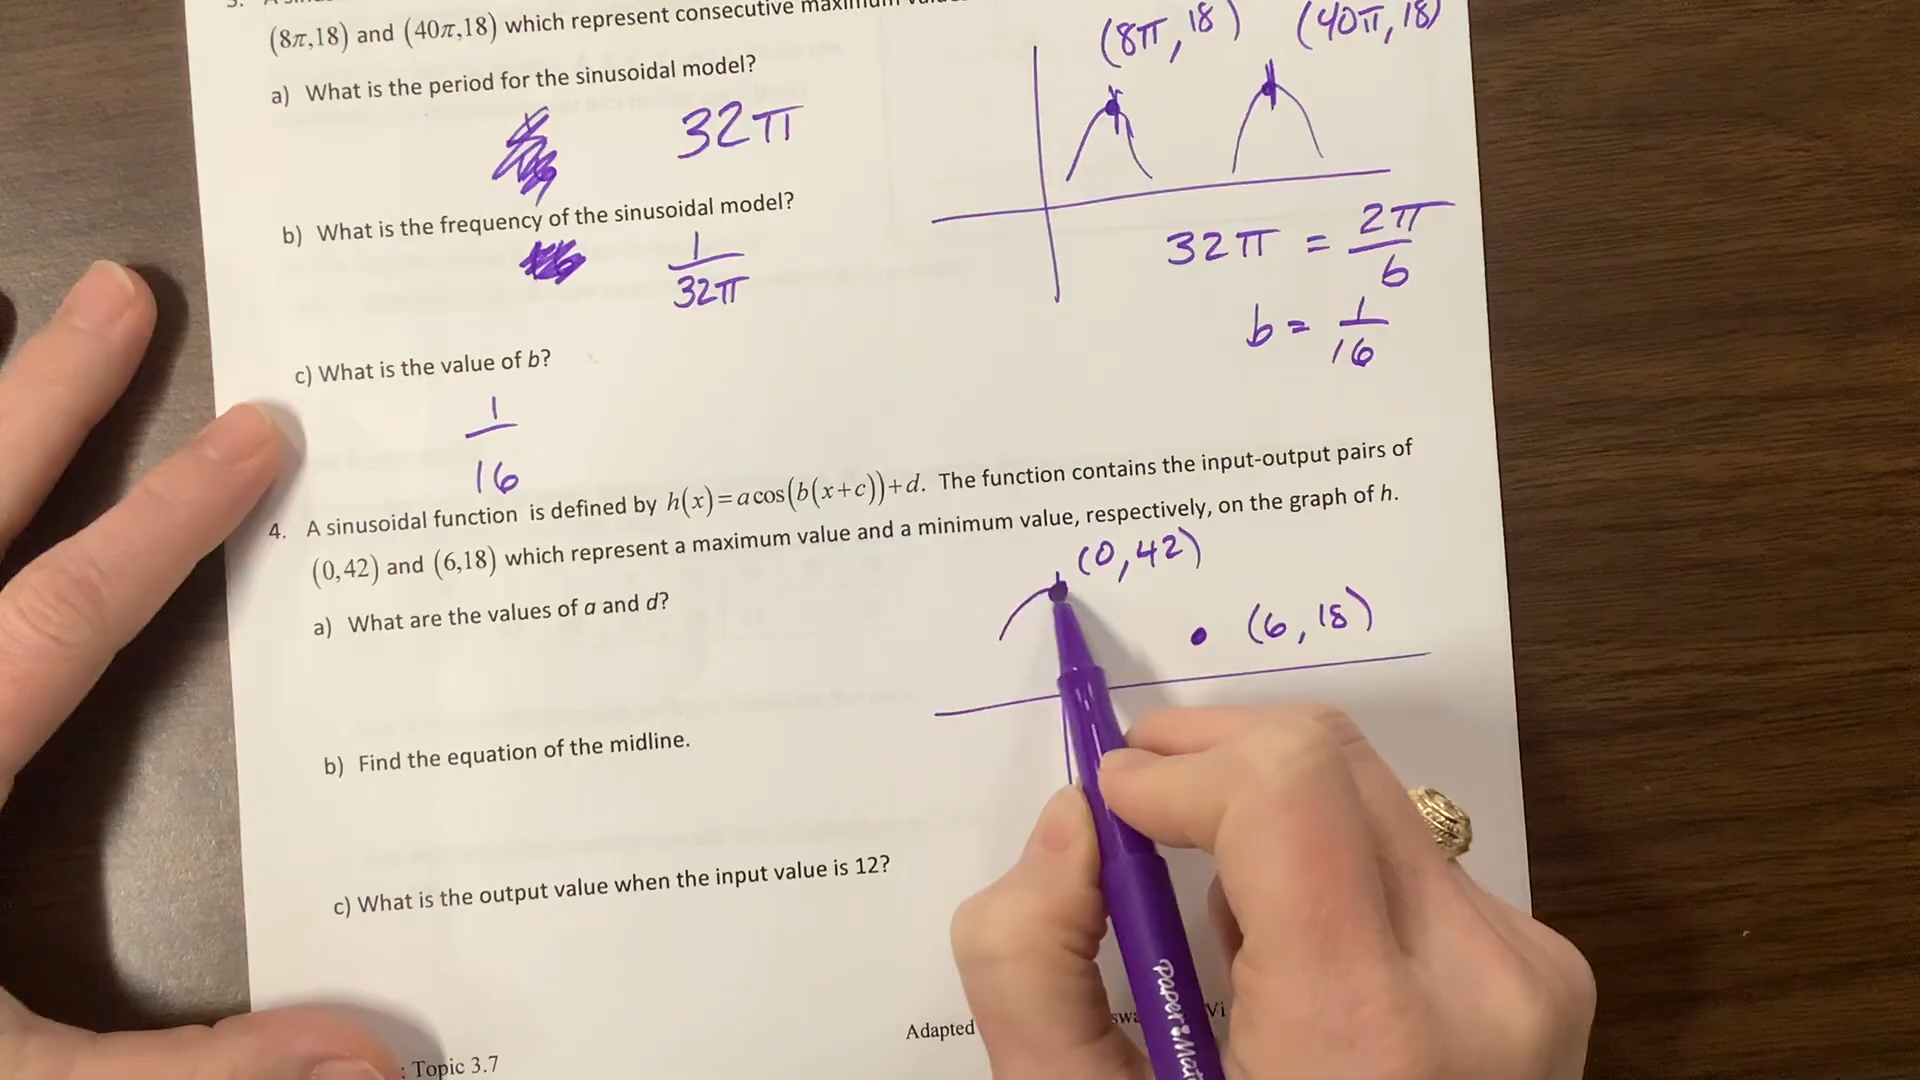 (8π,18) and (40π,18) which represent consecutive maximum
(8π, 18) (40π, 18)
a) What is the period for the sinusoidal model?
32π
b) What is the frequency of the sinusoidal model?
1/32π
32π = 2π/b
b = 1/16
c) What is the value of b?
1/16
4. A sinusoidal function is defined by h(x)=acos(b(x+c))+d. The function contains the input-output pairs of
(0,42) and (6,18) which represent a maximum value and a minimum value, respectively, on the graph of h.
(0, 42)
(6, 18)
a) What are the values of a and d?
b) Find the equation of the midline.
c) What is the output value when the input value is 12?
Adapted
: Topic 3.7
Paper Mate